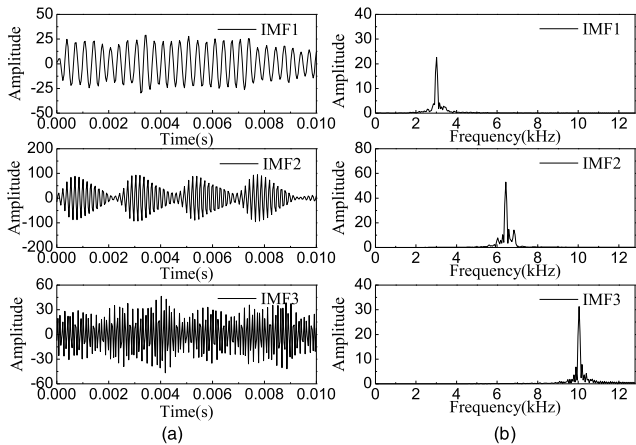 50
25
0
25
50
Amplitude
IMF1
0.000 0.002 0.004 0.006 0.008 0.010
Time(s)
40
30
20
10
0
Amplitude
IMF1
0 2 4 6 8 10 12
Frequency(kHz)
200
100
0
-100
-200
Amplitude
IMF2
0.000 0.002 0.004 0.006 0.008 0.010
Time(s)
80
60
40
20
0
Amplitude
IMF2
0 2 4 6 8 10 12
Frequency(kHz)
60
30
0
-30
-60
Amplitude
IMF3
0.000 0.002 0.004 0.006 0.008 0.010
Time(s)
40
30
20
10
0
Amplitude
IMF3
0 2 4 6 8 10 12
Frequency(kHz)
(a)
(b)